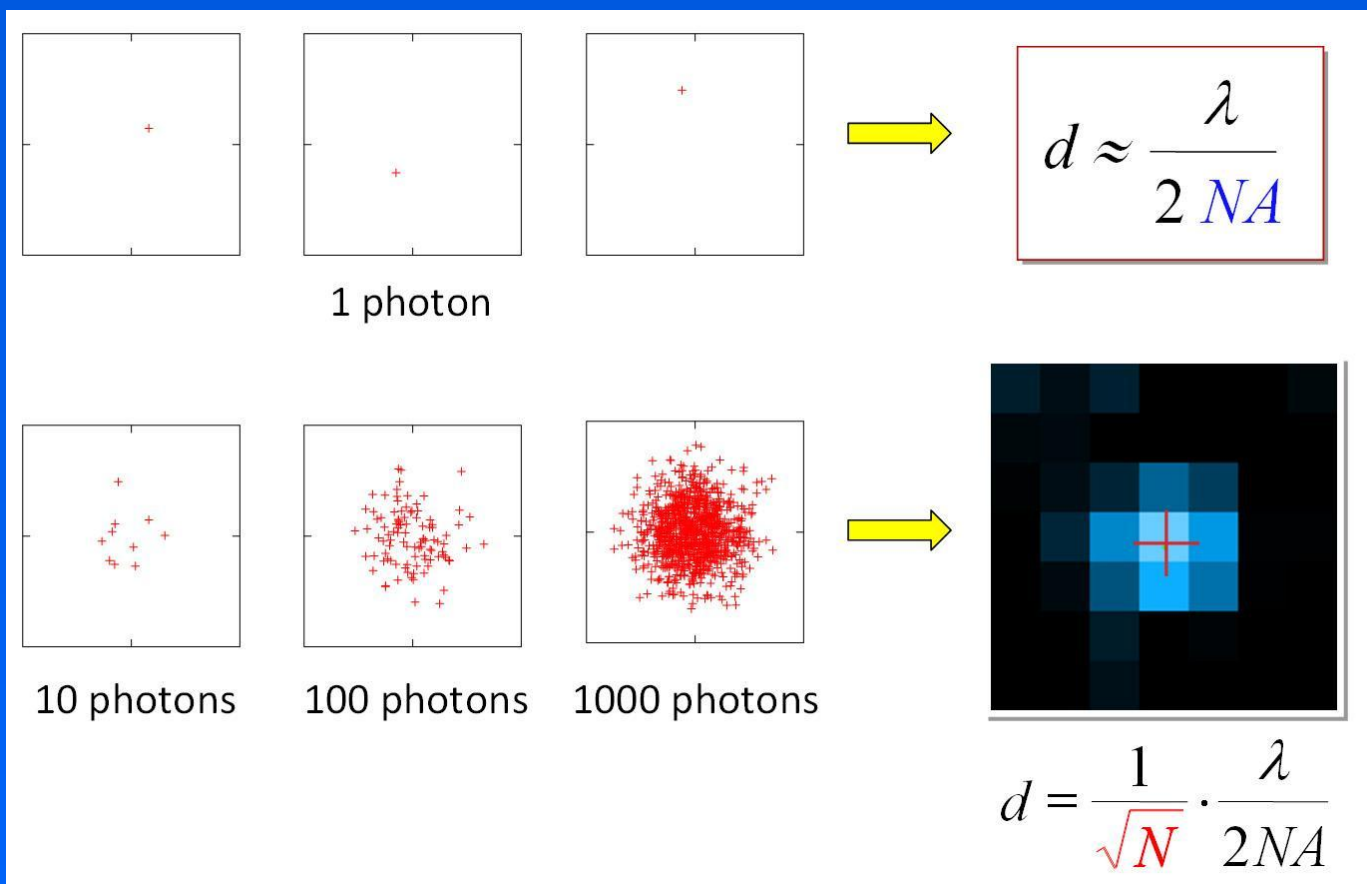 d ≈ λ / 2 NA
1 photon
10 photons 100 photons 1000 photons
d = 1 / √N · λ / 2NA